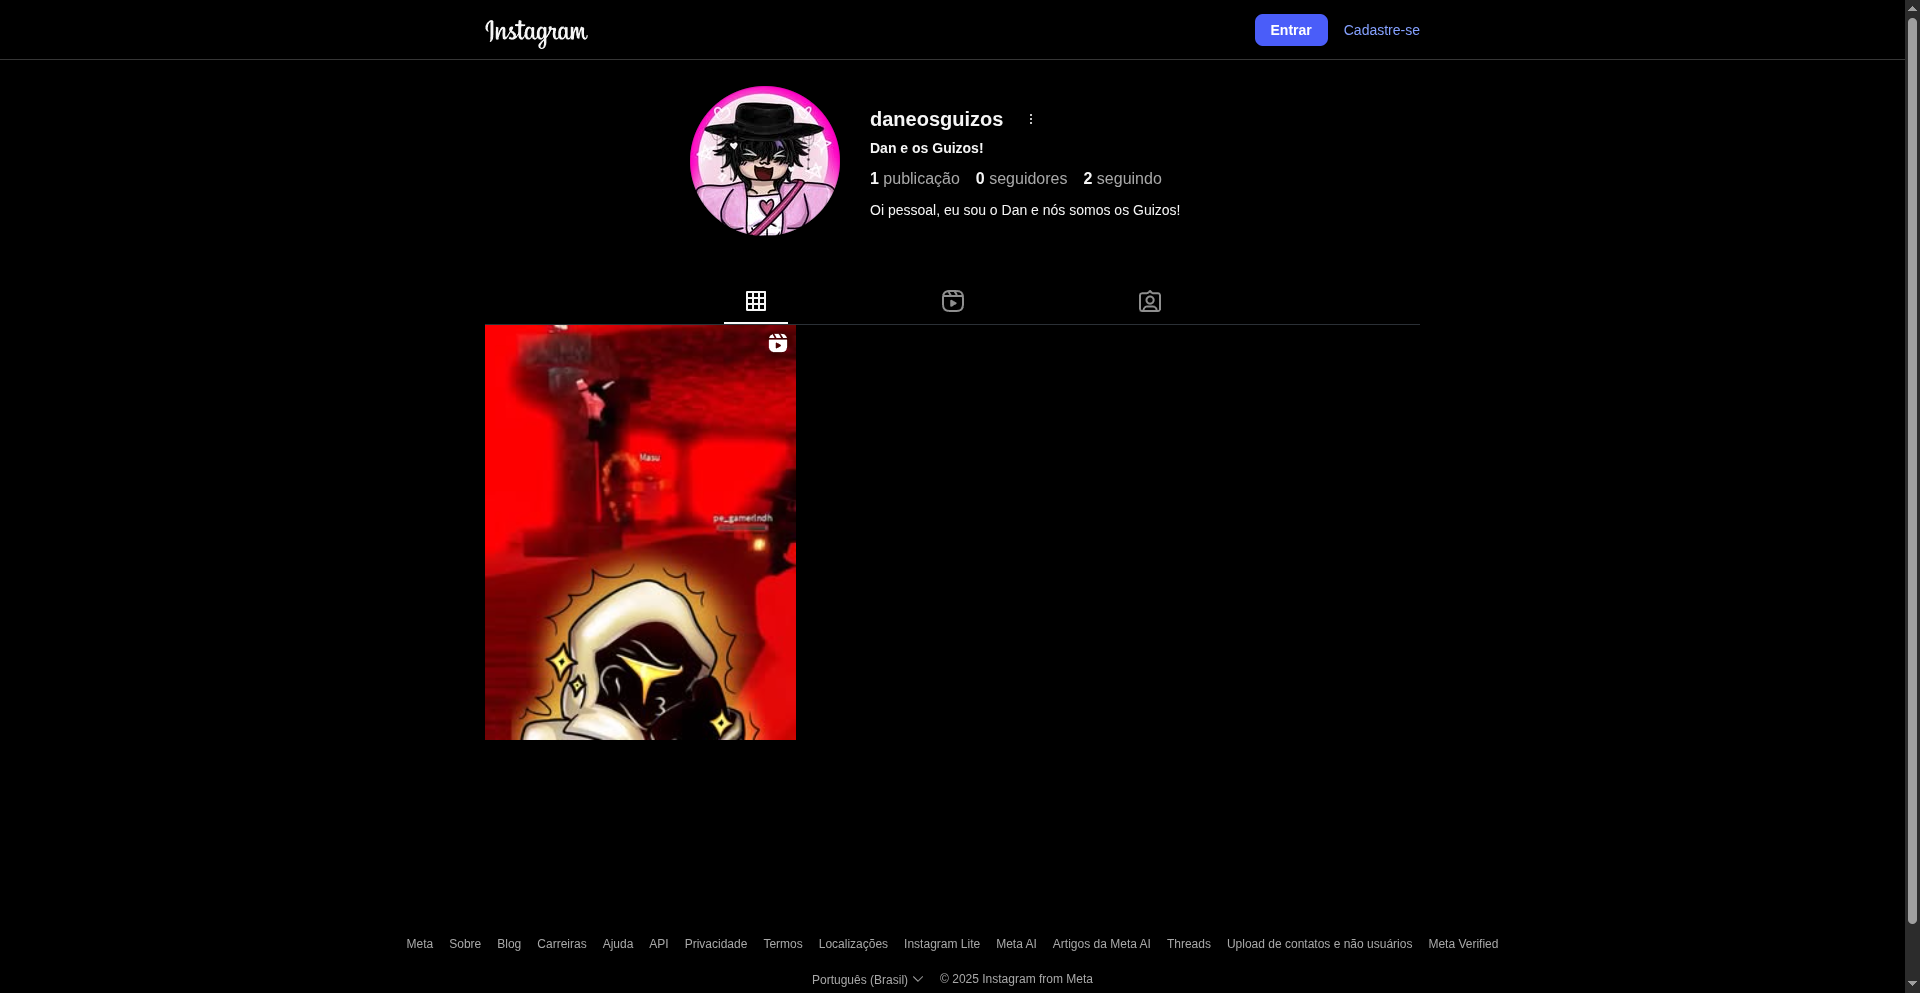 Instagram
Entrar Cadastre-se
daneosguizos
Dan e os Guizos!
1 publicação 0 seguidores 2 seguindo
Oi pessoal, eu sou o Dan e nós somos os Guizos!
Masu
pe_gamerlndh
Meta Sobre Blog Carreiras Ajuda API Privacidade Termos Localizações Instagram Lite Meta AI Artigos da Meta AI Threads Upload de contatos e não usuários Meta Verified
Português (Brasil) © 2025 Instagram from Meta